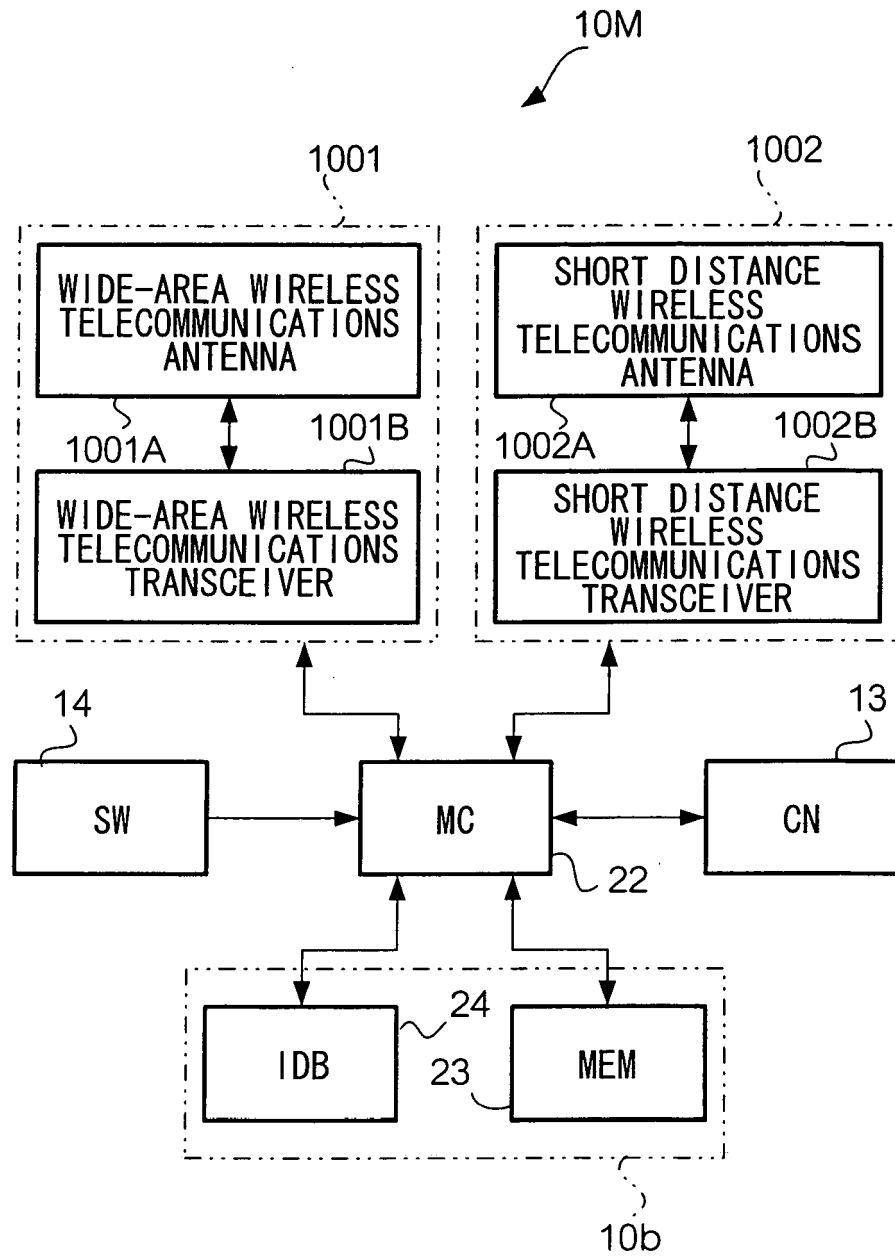 10M
1001
1002
WIDE-AREA WIRELESS
TELECOMMUNICATIONS
ANTENNA
SHORT DISTANCE
WIRELESS
TELECOMMUNICATIONS
ANTENNA
1001A
1001B
1002A
1002B
WIDE-AREA WIRELESS
TELECOMMUNICATIONS
TRANSCEIVER
SHORT DISTANCE
WIRELESS
TELECOMMUNICATIONS
TRANSCEIVER
14
13
SW
MC
CN
22
IDB
24
23
MEM
10b